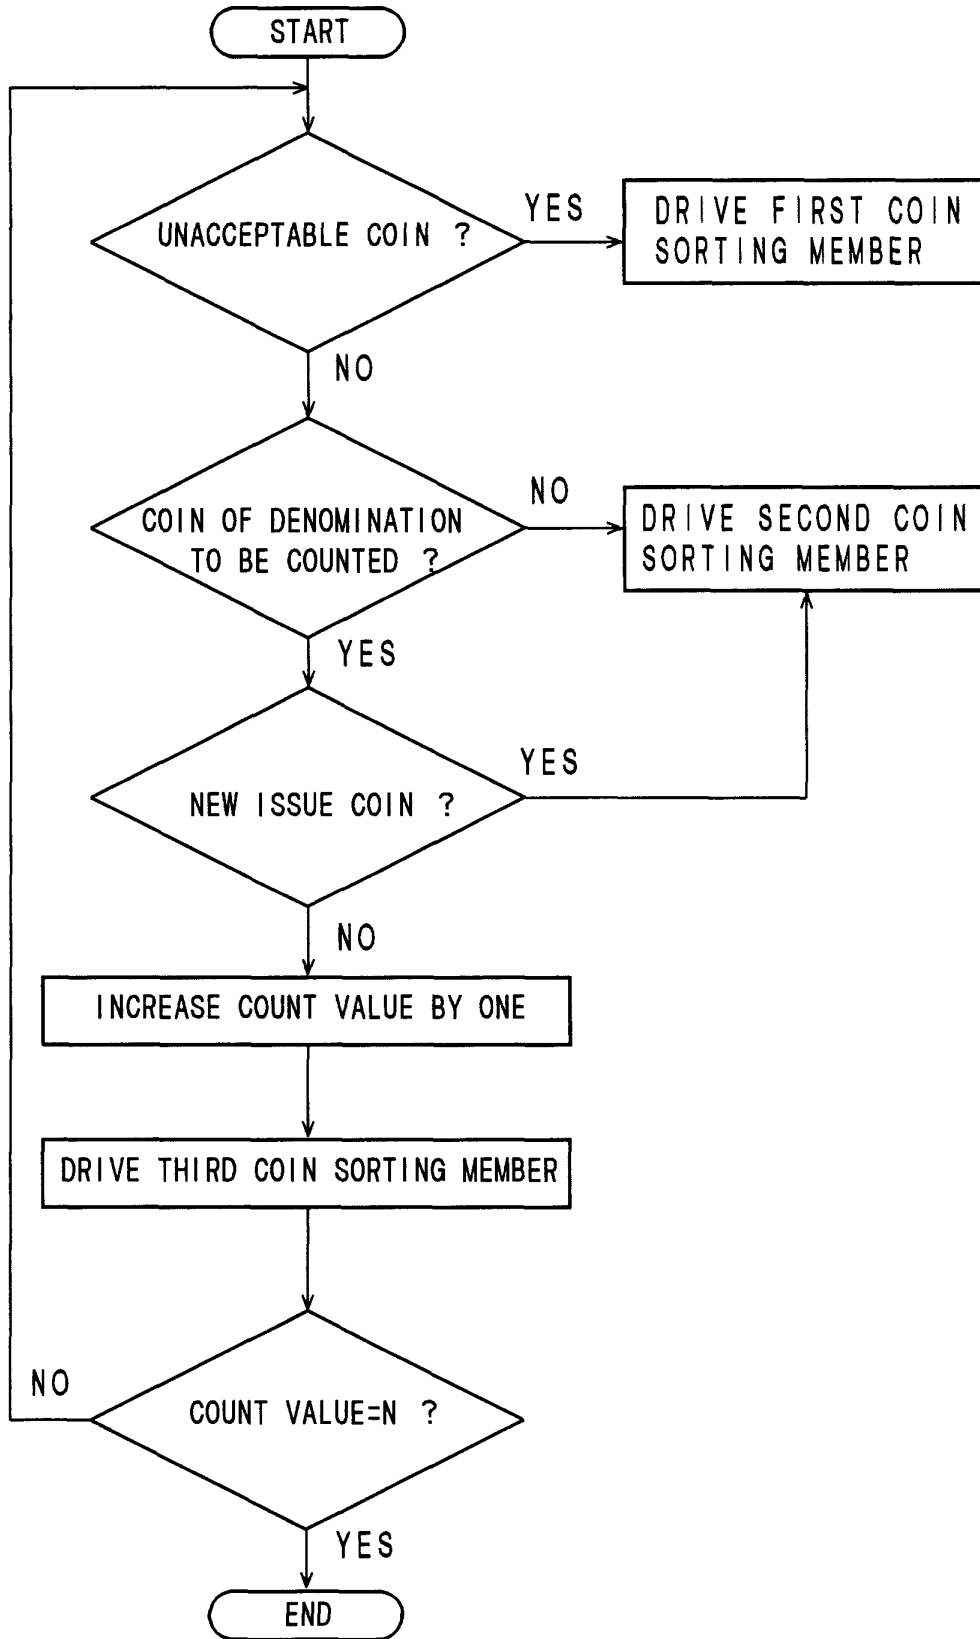 START
UNACCEPTABLE COIN ?
YES
DRIVE FIRST COIN
SORTING MEMBER
NO
COIN OF DENOMINATION
TO BE COUNTED ?
NO
DRIVE SECOND COIN
SORTING MEMBER
YES
NEW ISSUE COIN ?
YES
NO
INCREASE COUNT VALUE BY ONE
DRIVE THIRD COIN SORTING MEMBER
NO
COUNT VALUE=N ?
YES
END